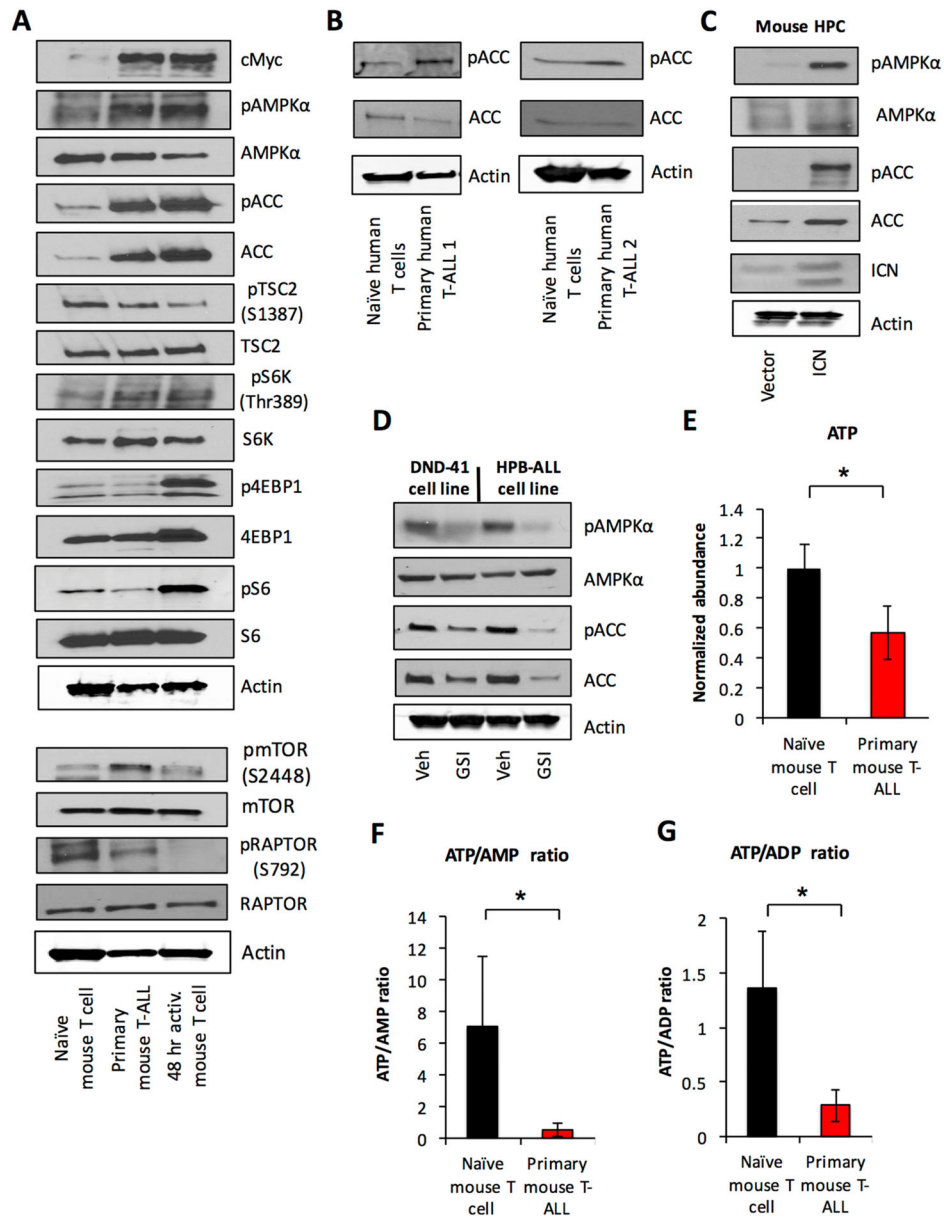 A
cMyc
pAMPKα
AMPKα
pACC
ACC
pTSC2
(S1387)
TSC2
pS6K
(Thr389)
S6K
p4EBP1
4EBP1
pS6
S6
Actin
pmTOR
(S2448)
mTOR
pRAPTOR
(S792)
RAPTOR
Actin
Naïve
mouse T cell
Primary
mouse T-ALL
48 hr activ.
mouse T cell
B
pACC
ACC
Actin
Naïve human
T cells
Primary human
T-ALL 1
pACC
ACC
Actin
Naïve human
T cells
Primary human
T-ALL 2
C
Mouse HPC
pAMPKα
AMPKα
pACC
ACC
ICN
Actin
Vector
ICN
D
DND-41
cell line
HPB-ALL
cell line
pAMPKα
AMPKα
pACC
ACC
Actin
Veh
GSI
Veh
GSI
E
ATP
*
Normalized abundance
1.4
1.2
1
0.8
0.6
0.4
0.2
0
Naïve
mouse T
cell
Primary
mouse T-
ALL
F
ATP/AMP ratio
*
ATP/AMP ratio
14
12
10
8
6
4
2
0
Naïve
mouse T
cell
Primary
mouse T-
ALL
G
ATP/ADP ratio
*
ATP/ADP ratio
2
1.5
1
0.5
0
Naïve
mouse T
cell
Primary
mouse T-
ALL